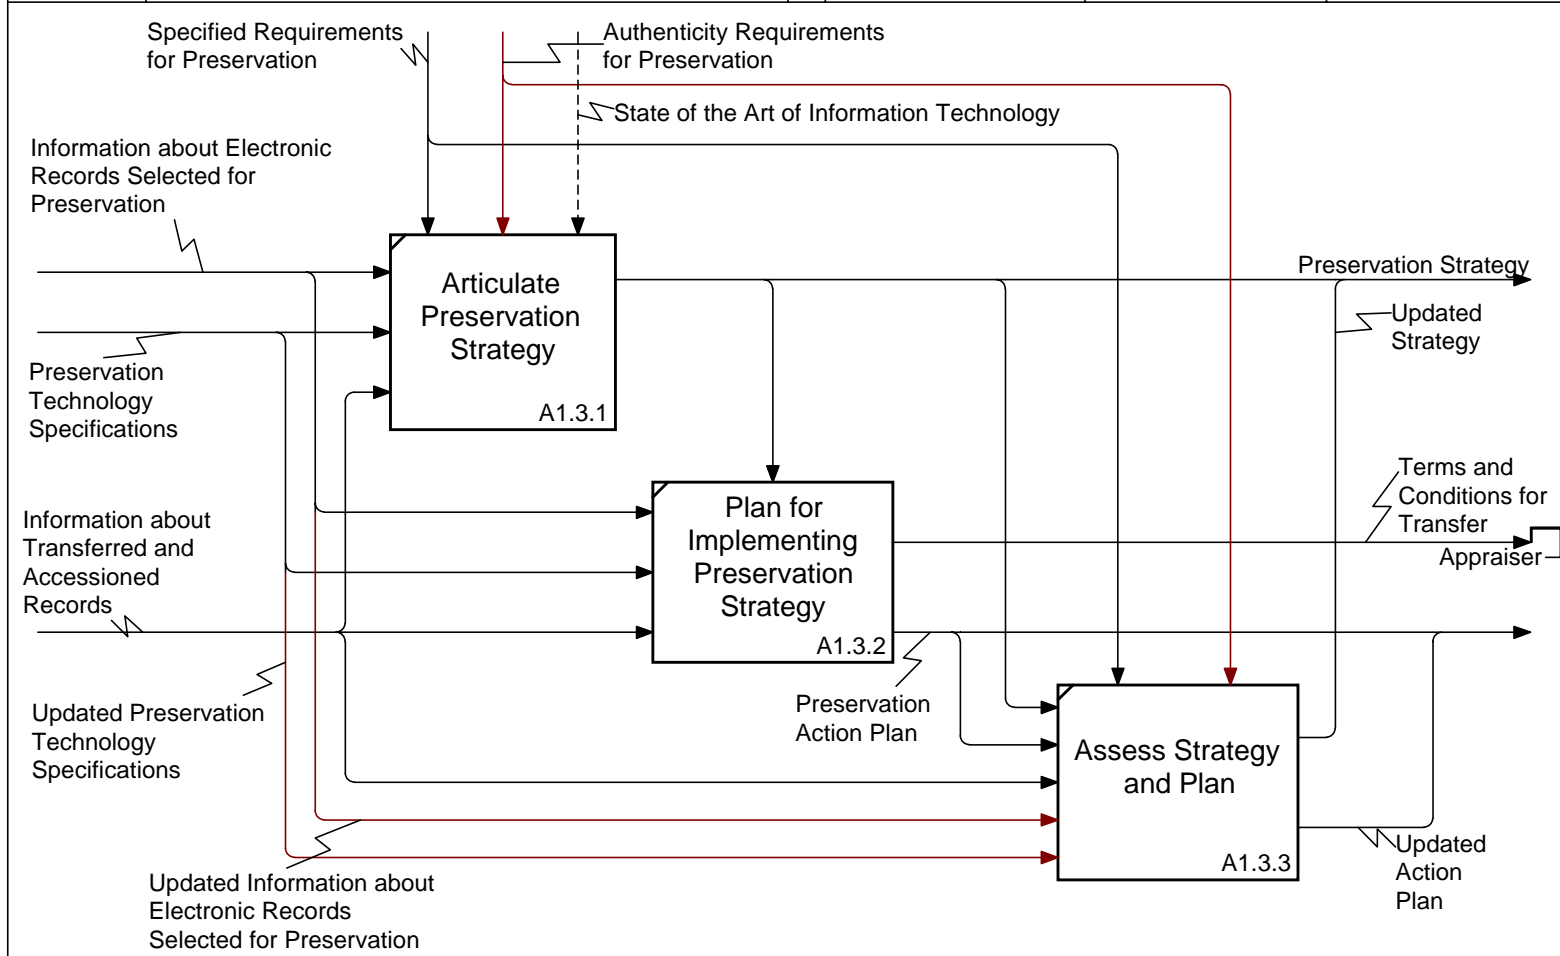 Specified Requirements
for Preservation
Authenticity Requirements
for Preservation
State of the Art of Information Technology
Information about Electronic
Records Selected for
Preservation
Articulate
Preservation
Strategy
A1.3.1
Preservation Strategy
Updated
Strategy
Preservation
Technology
Specifications
Terms and
Conditions for
Transfer
Appraiser
Plan for
Implementing
Preservation
Strategy
A1.3.2
Information about
Transferred and
Accessioned
Records
Preservation
Action Plan
Updated Preservation
Technology
Specifications
Assess Strategy
and Plan
A1.3.3
Updated
Action
Plan
Updated Information about
Electronic Records
Selected for Preservation